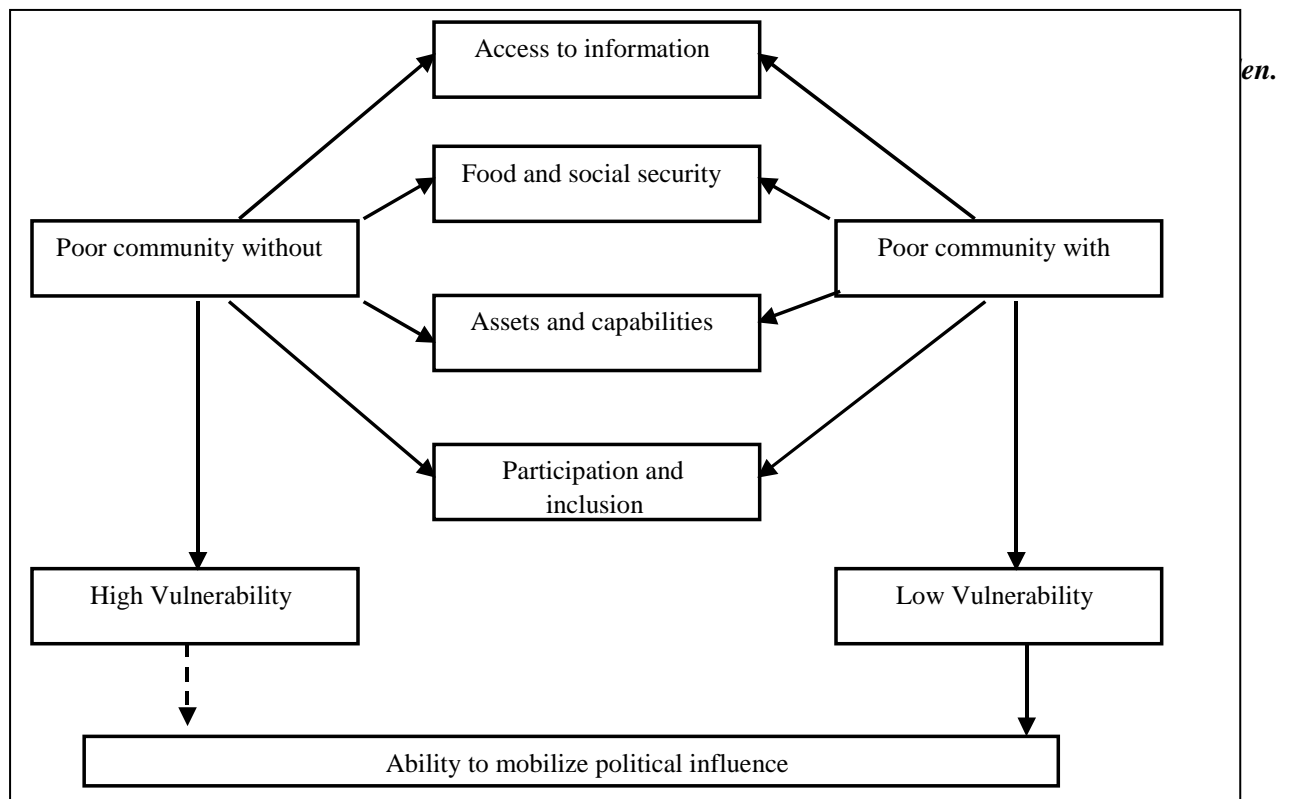 Access to information
en.
Food and social security
Poor community without
Poor community with
Assets and capabilities
Participation and
inclusion
High Vulnerability
Low Vulnerability
Ability to mobilize political influence